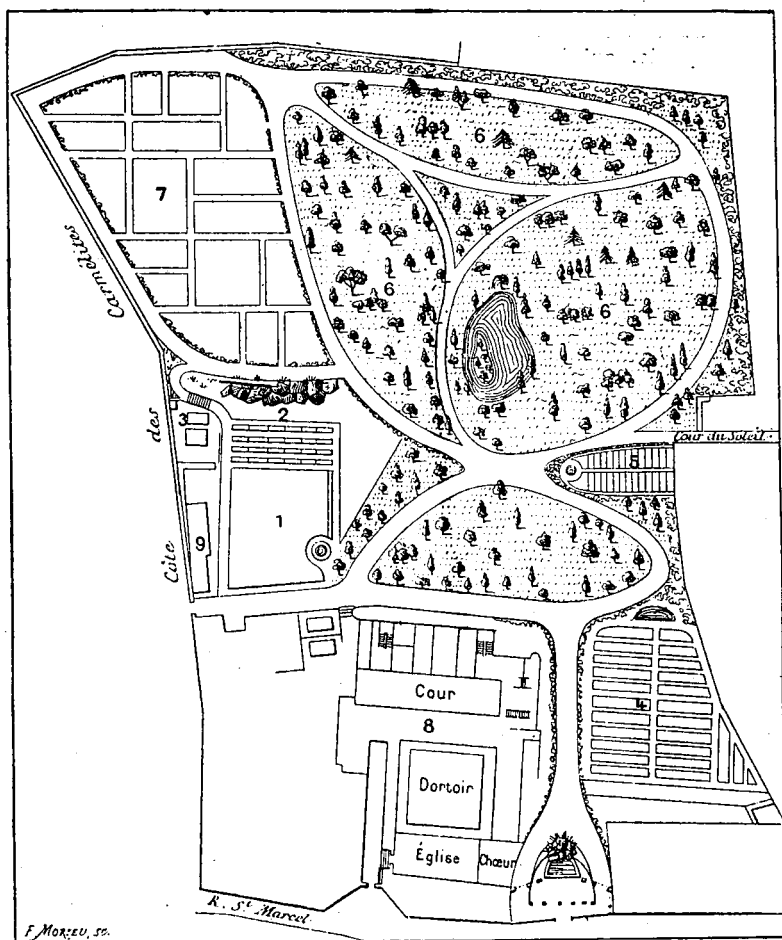 6
7
6
6
Côte des Carmélites
2
3
Cour du Soleil
5
1
9
Cour
4
8
Dortoir
Église
Chœur
R. St. Marcel
F. MORIEU, sc.